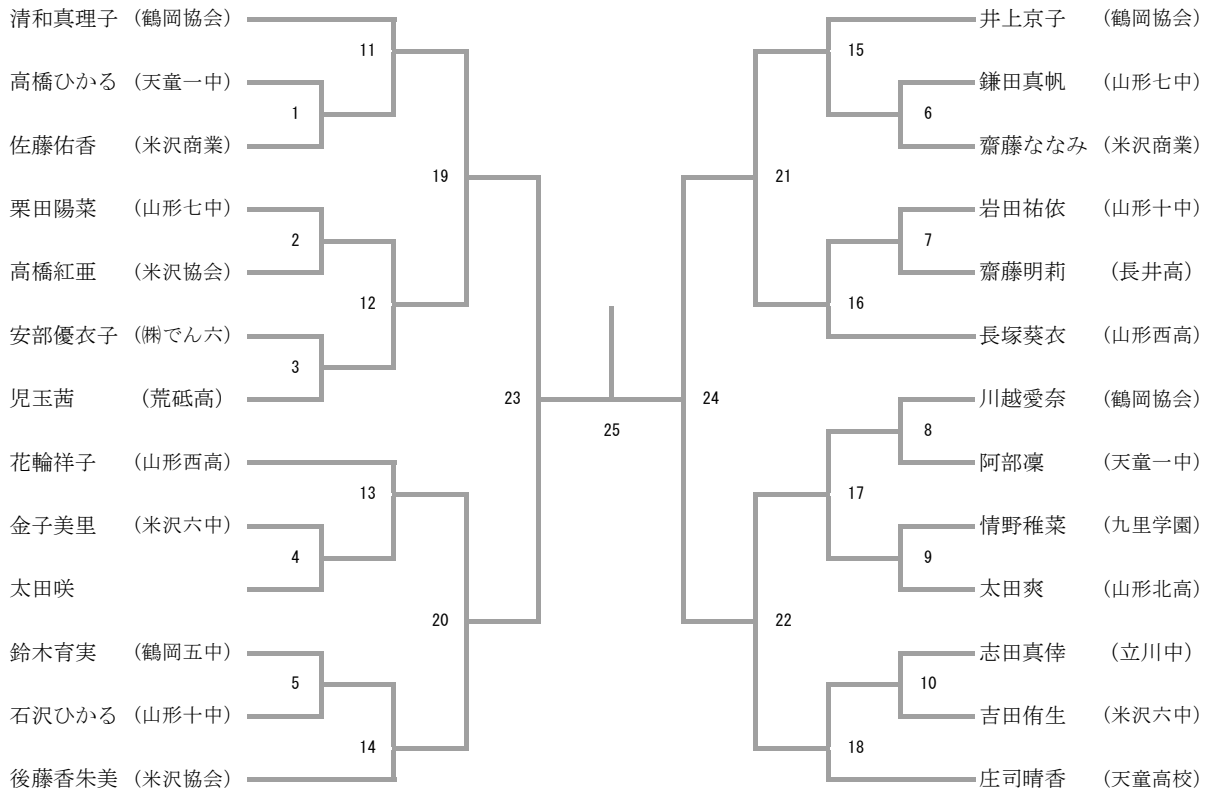 清和真理子 (鶴岡協会)
11
高橋ひかる (天童一中)
1
佐藤佑香 (米沢商業)
19
栗田陽菜 (山形七中)
2
高橋紅亜 (米沢協会)
12
安部優衣子 (㈱でん六)
3
児玉茜 (荒砥高)
23
花輪祥子 (山形西高)
13
金子美里 (米沢六中)
4
太田咲
20
鈴木育実 (鶴岡五中)
5
石沢ひかる (山形十中)
14
後藤香朱美 (米沢協会)
25
井上京子 (鶴岡協会)
15
鎌田真帆 (山形七中)
6
齋藤ななみ (米沢商業)
21
岩田祐依 (山形十中)
7
齋藤明莉 (長井高)
16
長塚葵衣 (山形西高)
24
川越愛奈 (鶴岡協会)
8
阿部凜 (天童一中)
17
情野稚菜 (九里学園)
9
太田爽 (山形北高)
22
志田真倖 (立川中)
10
吉田侑生 (米沢六中)
18
庄司晴香 (天童高校)